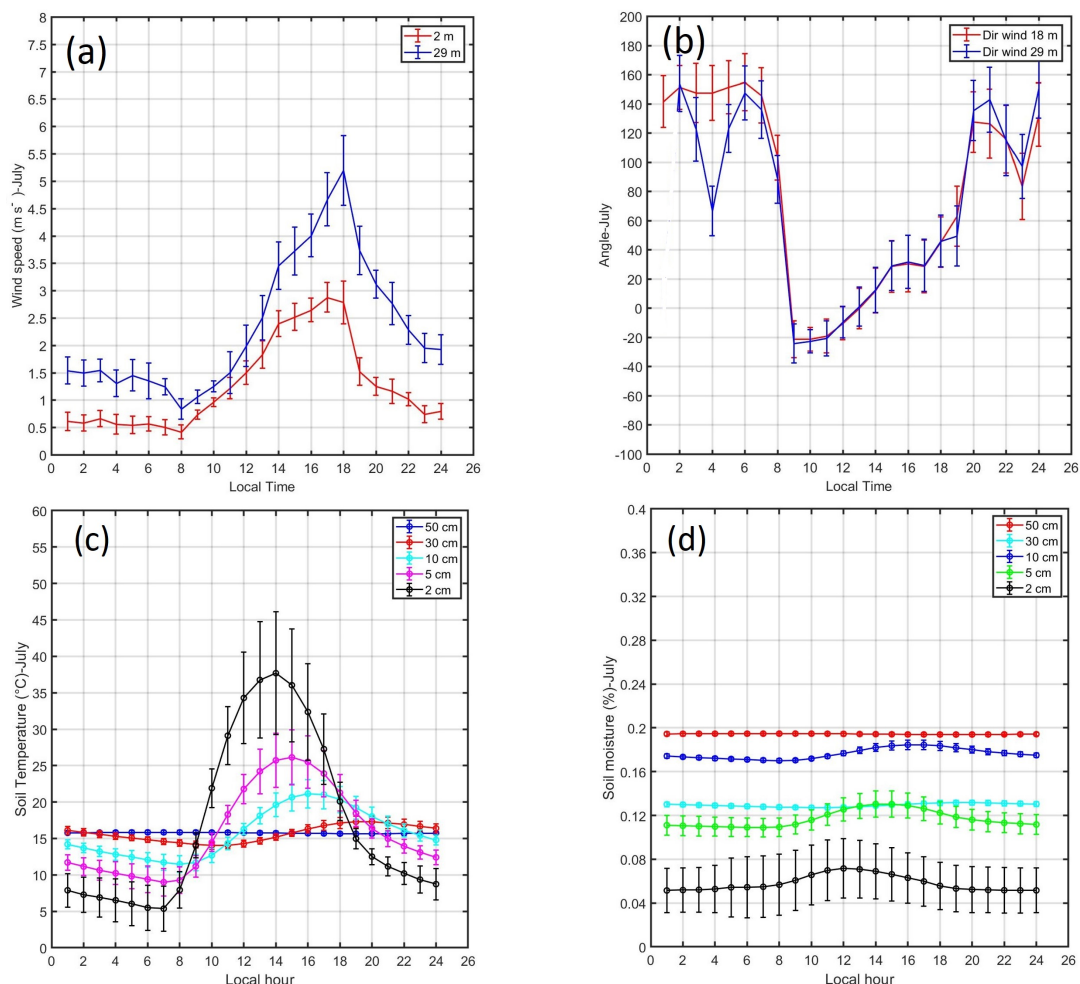 (a)
2 m
29 m
8
7.5
7
6.5
6
5.5
5
4.5
4
3.5
3
2.5
2
1.5
1
0.5
0
Wind speed (m s⁻ )-July
0 2 4 6 8 10 12 14 16 18 20 22 24 26
Local Time
(b)
Dir wind 18 m
Dir wind 29 m
200
180
160
140
120
100
80
60
40
20
0
-20
-40
-60
-80
-100
Angle-July
0 2 4 6 8 10 12 14 16 18 20 22 24 26
Local Time
(c)
50 cm
30 cm
10 cm
5 cm
2 cm
60
55
50
45
40
35
30
25
20
15
10
5
0
Soil Temperature (°C)-July
0 2 4 6 8 10 12 14 16 18 20 22 24 26
Local hour
(d)
50 cm
30 cm
10 cm
5 cm
2 cm
0.4
0.36
0.32
0.28
0.24
0.2
0.16
0.12
0.08
0.04
0
Soil moisture (%)-July
0 2 4 6 8 10 12 14 16 18 20 22 24 26
Local hour